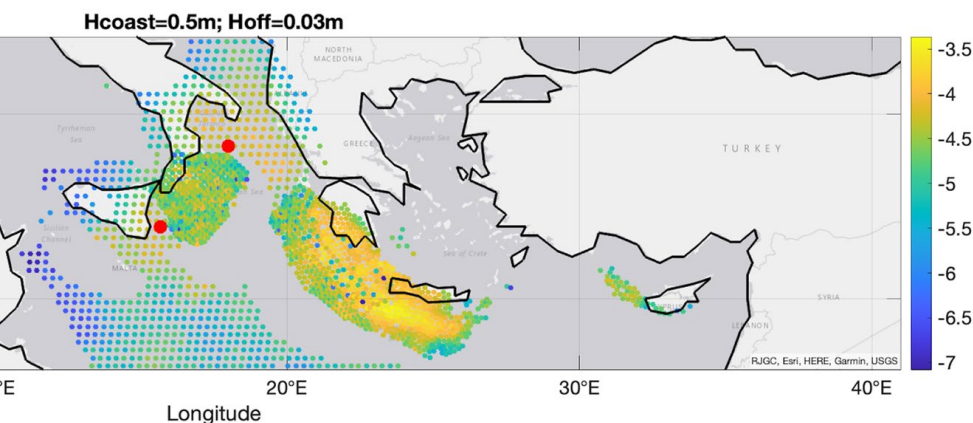 Hcoast=0.5m; Hoff=0.03m
NORTH
MACEDONIA
Tyrrhenian
Sea
Aegean Sea
GREECE
TURKEY
Sicilian
Channel
Sea of Crete
MALTA
SYRIA
LEBANON
RJGC, Esri, HERE, Garmin, USGS
-3.5
-4
-4.5
-5
-5.5
-6
-6.5
-7
°E
20°E
30°E
40°E
Longitude